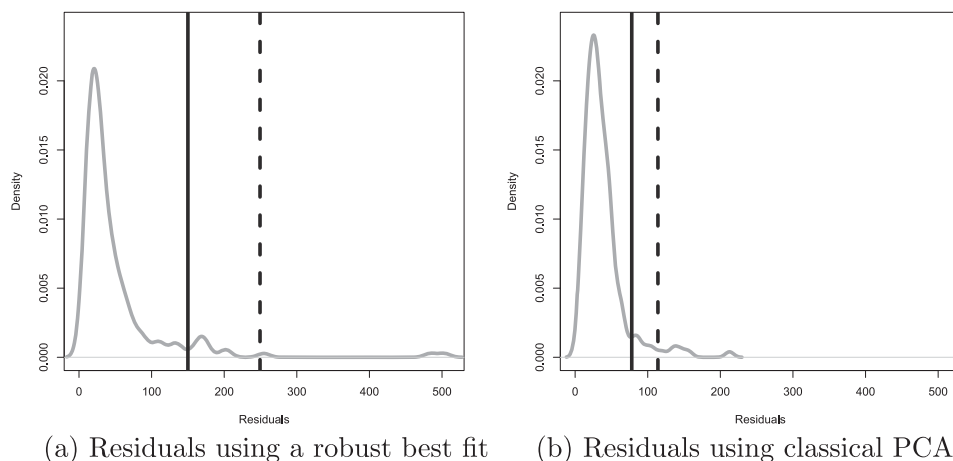 Density
0.000
0.005
0.010
0.015
0.020
0 100 200 300 400 500
Residuals
(a) Residuals using a robust best fit
Density
0.000
0.005
0.010
0.015
0.020
0 100 200 300 400 500
Residuals
(b) Residuals using classical PCA